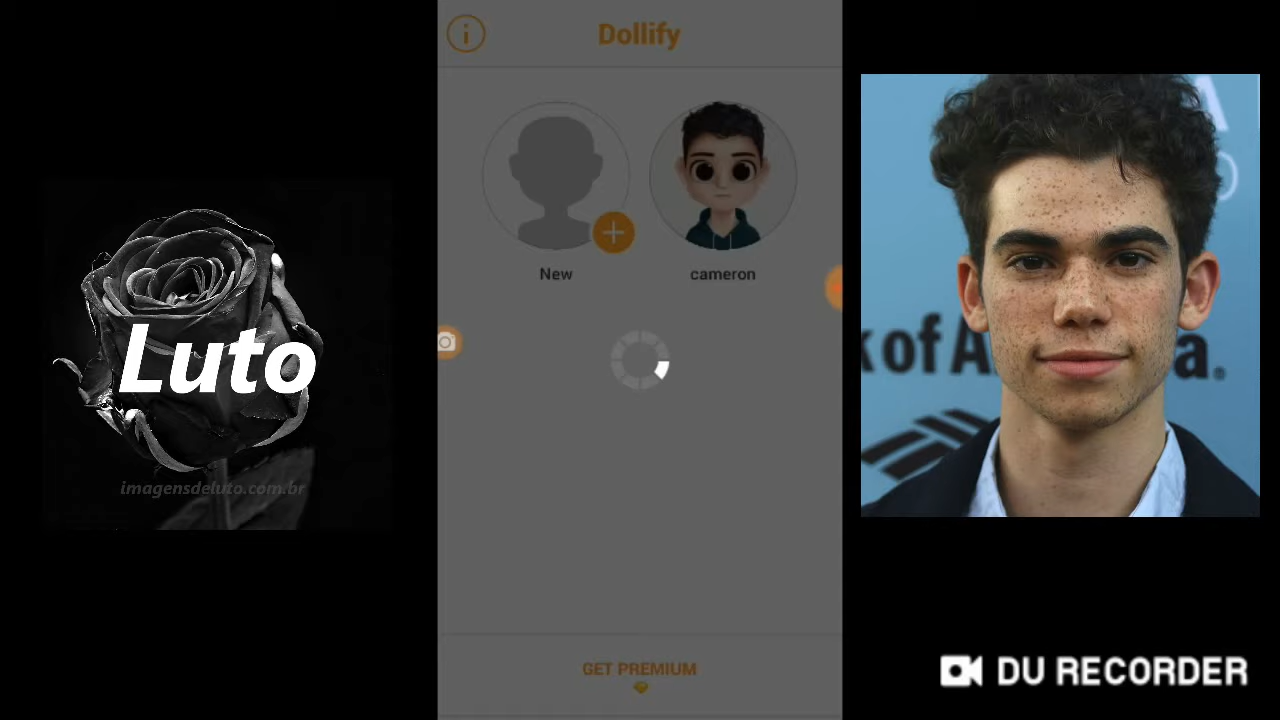 Luto
imagensdeluto.com.br
i
Dollify
New
cameron
GET PREMIUM
k of A
a.
DU RECORDER